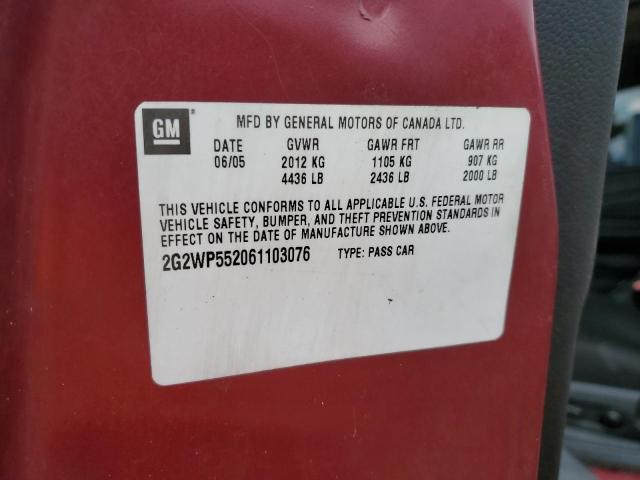 GM MFD BY GENERAL MOTORS OF CANADA LTD.
DATE GVWR GAWR FRT GAWR RR
06/05 2012 KG 1105 KG 907 KG
4436 LB 2436 LB 2000 LB
THIS VEHICLE CONFORMS TO ALL APPLICABLE U.S. FEDERAL MOTOR
VEHICLE SAFETY, BUMPER, AND THEFT PREVENTION STANDARDS IN
EFFECT ON THE DATE OF MANUFACTURE SHOWN ABOVE.
2G2WP552061103076 TYPE: PASS CAR